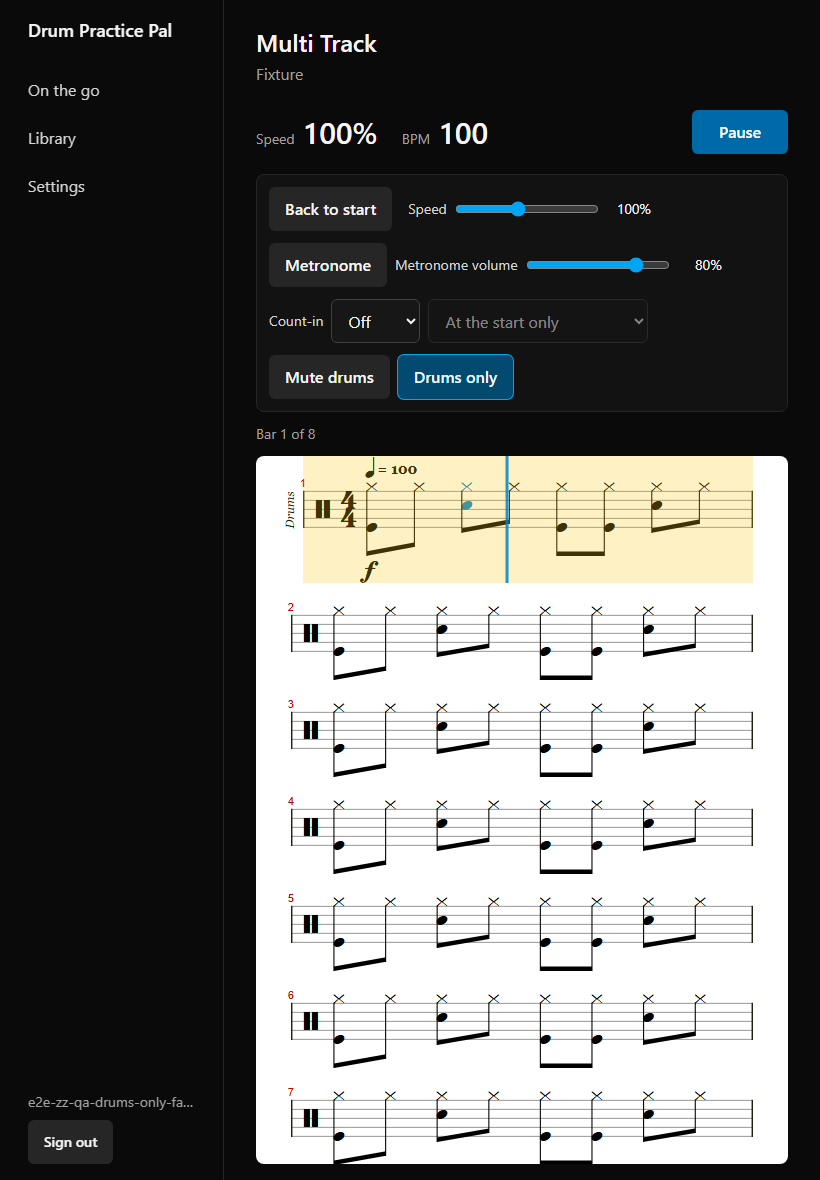 Drum Practice Pal
On the go
Library
Settings
Multi Track
Fixture
Speed 100% BPM 100
Pause
Back to start Speed 100%
Metronome Metronome volume 80%
Count-in Off At the start only
Mute drums Drums only
Bar 1 of 8
= 100
1
Drums
4
4
f
2
3
4
5
6
7
e2e-zz-qa-drums-only-fa...
Sign out